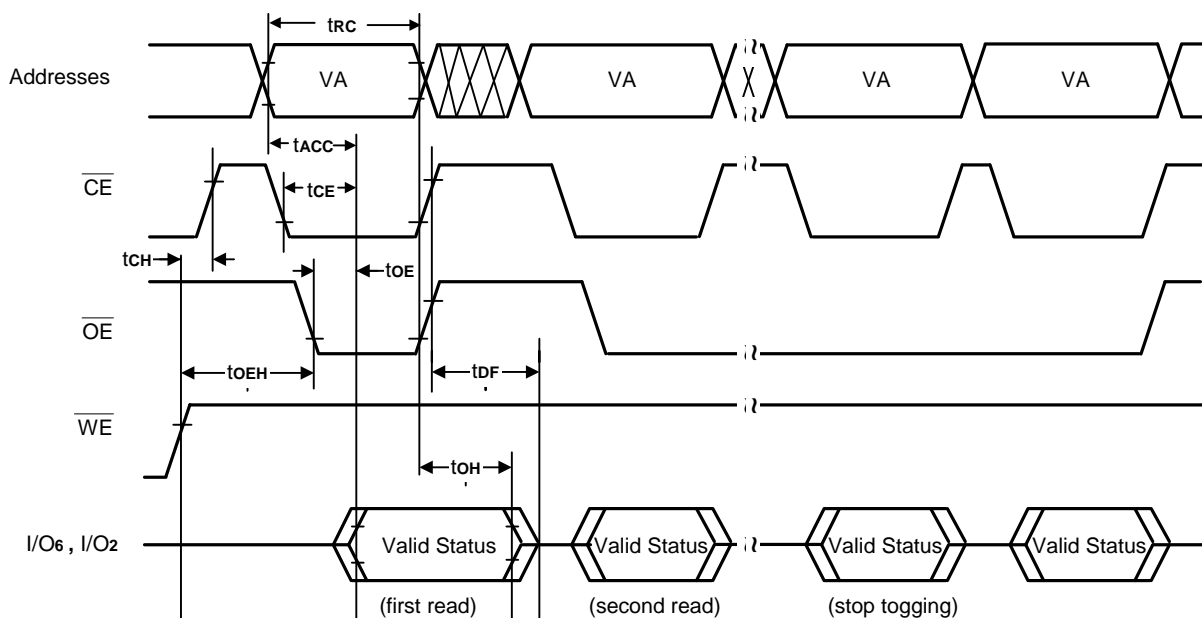 tRC
Addresses VA VA VA VA
tACC
CE
tCE
tCH
tOE
OE
tOEH
tDF
WE
tOH
I/O6 , I/O2 Valid Status Valid Status Valid Status Valid Status
(first read) (second read) (stop togging)